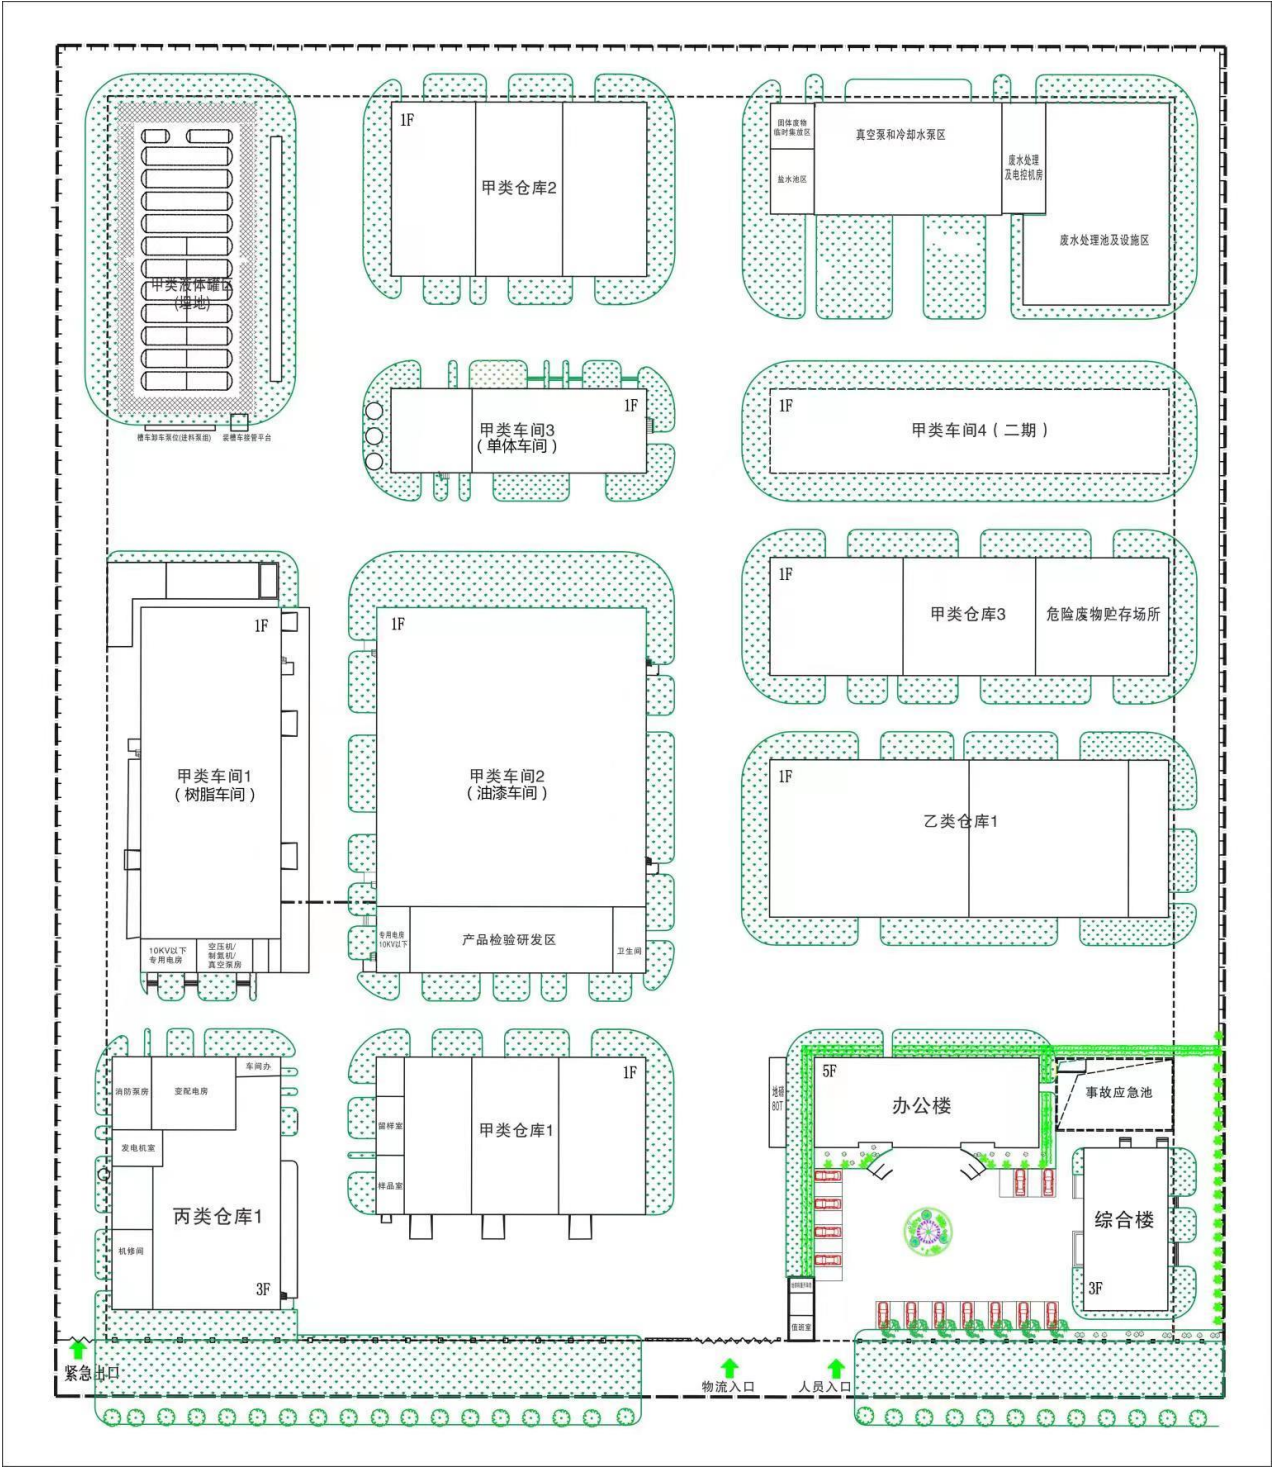 1F
甲类仓库2
固体废物
临时集放区
盐水池区
真空泵和冷却水泵区
废水处理
及电控机房
废水处理池及设施区
甲类液体罐区
(埋地)
槽车卸车泵位(进料泵组)
装槽车接管平台
1F
甲类车间3
(单体车间)
1F
甲类车间4(二期)
1F
甲类仓库3
危险废物贮存场所
1F
甲类车间1
(树脂车间)
10KV以下
专用电房
空压机/
制氮机/
真空泵房
1F
甲类车间2
(油漆车间)
专用电房
10KV以下
产品检验研发区
卫生间
1F
乙类仓库1
消防泵房
变配电房
车间办
发电机室
丙类仓库1
机修间
3F
1F
留样室
甲类仓库1
样品室
地磅
80T
5F
办公楼
事故应急池
综合楼
3F
值班室
紧急出口
物流入口
人员入口